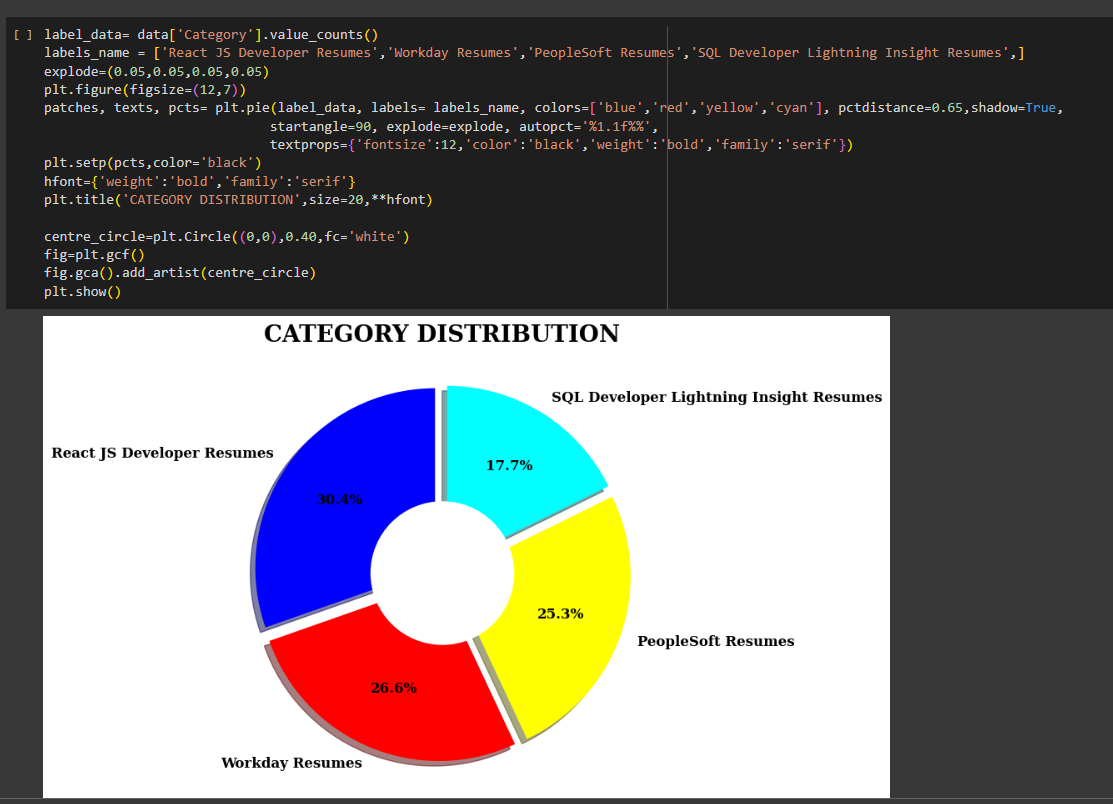 [ ] label_data= data['Category'].value_counts()
labels_name = ['React JS Developer Resumes','Workday Resumes','PeopleSoft Resumes','SQL Developer Lightning Insight Resumes',]
explode=(0.05,0.05,0.05,0.05)
plt.figure(figsize=(12,7))
patches, texts, pcts= plt.pie(label_data, labels= labels_name, colors=['blue','red','yellow','cyan'], pctdistance=0.65,shadow=True,
startangle=90, explode=explode, autopct='%1.1f%%',
textprops={'fontsize':12,'color':'black','weight':'bold','family':'serif'})
plt.setp(pcts,color='black')
hfont={'weight':'bold','family':'serif'}
plt.title('CATEGORY DISTRIBUTION',size=20,**hfont)
centre_circle=plt.Circle((0,0),0.40,fc='white')
fig=plt.gcf()
fig.gca().add_artist(centre_circle)
plt.show()
CATEGORY DISTRIBUTION
SQL Developer Lightning Insight Resumes
React JS Developer Resumes
17.7%
30.4%
25.3%
PeopleSoft Resumes
26.6%
Workday Resumes